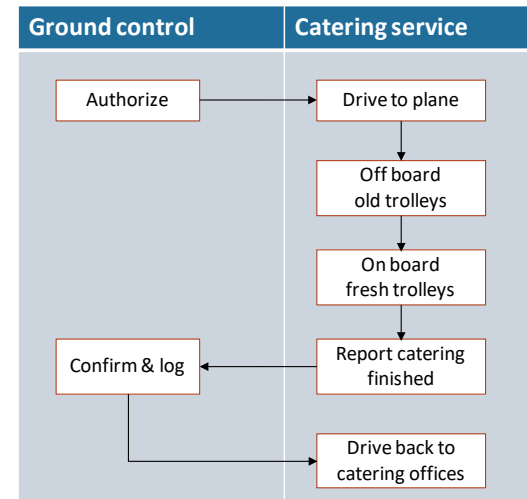 Ground control
Catering service
Authorize
Drive to plane
Off board
old trolleys
On board
fresh trolleys
Confirm & log
Report catering
finished
Drive back to
catering offices